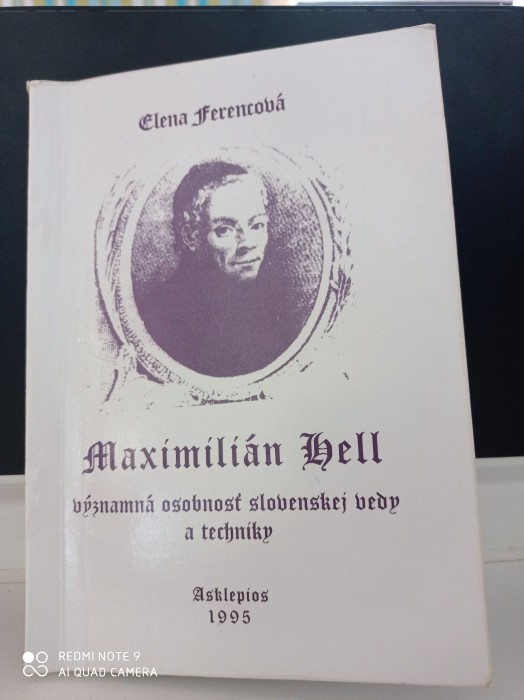 Elena Ferencová
Maximilián Hell
významná osobnosť slovenskej vedy
a techniky
Asklepios
1995
REDMI NOTE 9
AI QUAD CAMERA